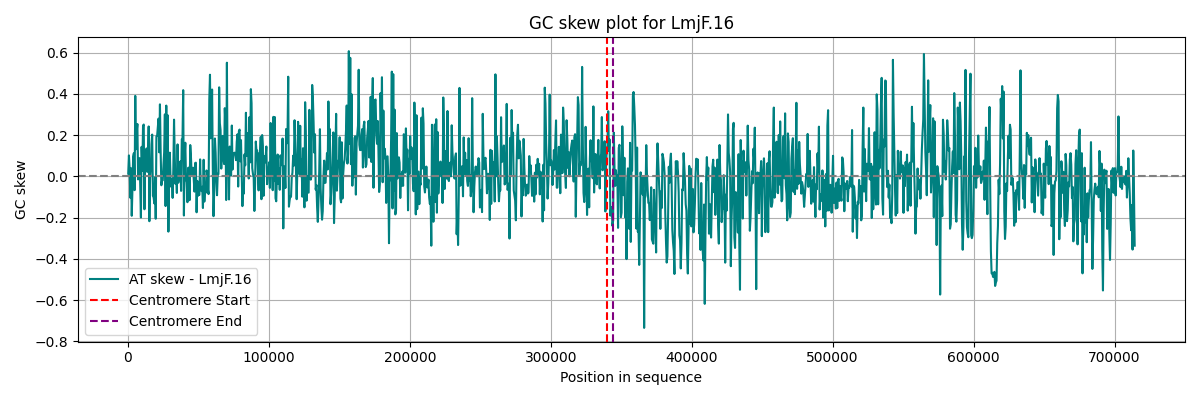 GC skew plot for LmjF.16
GC skew
0.6
0.4
0.2
0.0
−0.2
−0.4
−0.6
−0.8
AT skew - LmjF.16
Centromere Start
Centromere End
0 100000 200000 300000 400000 500000 600000 700000
Position in sequence